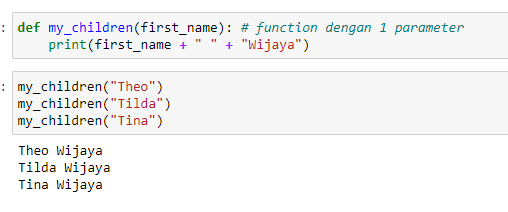 : def my_children(first_name): # function dengan 1 parameter
print(first_name + " " + "Wijaya")
: my_children("Theo")
my_children("Tilda")
my_children("Tina")
Theo Wijaya
Tilda Wijaya
Tina Wijaya